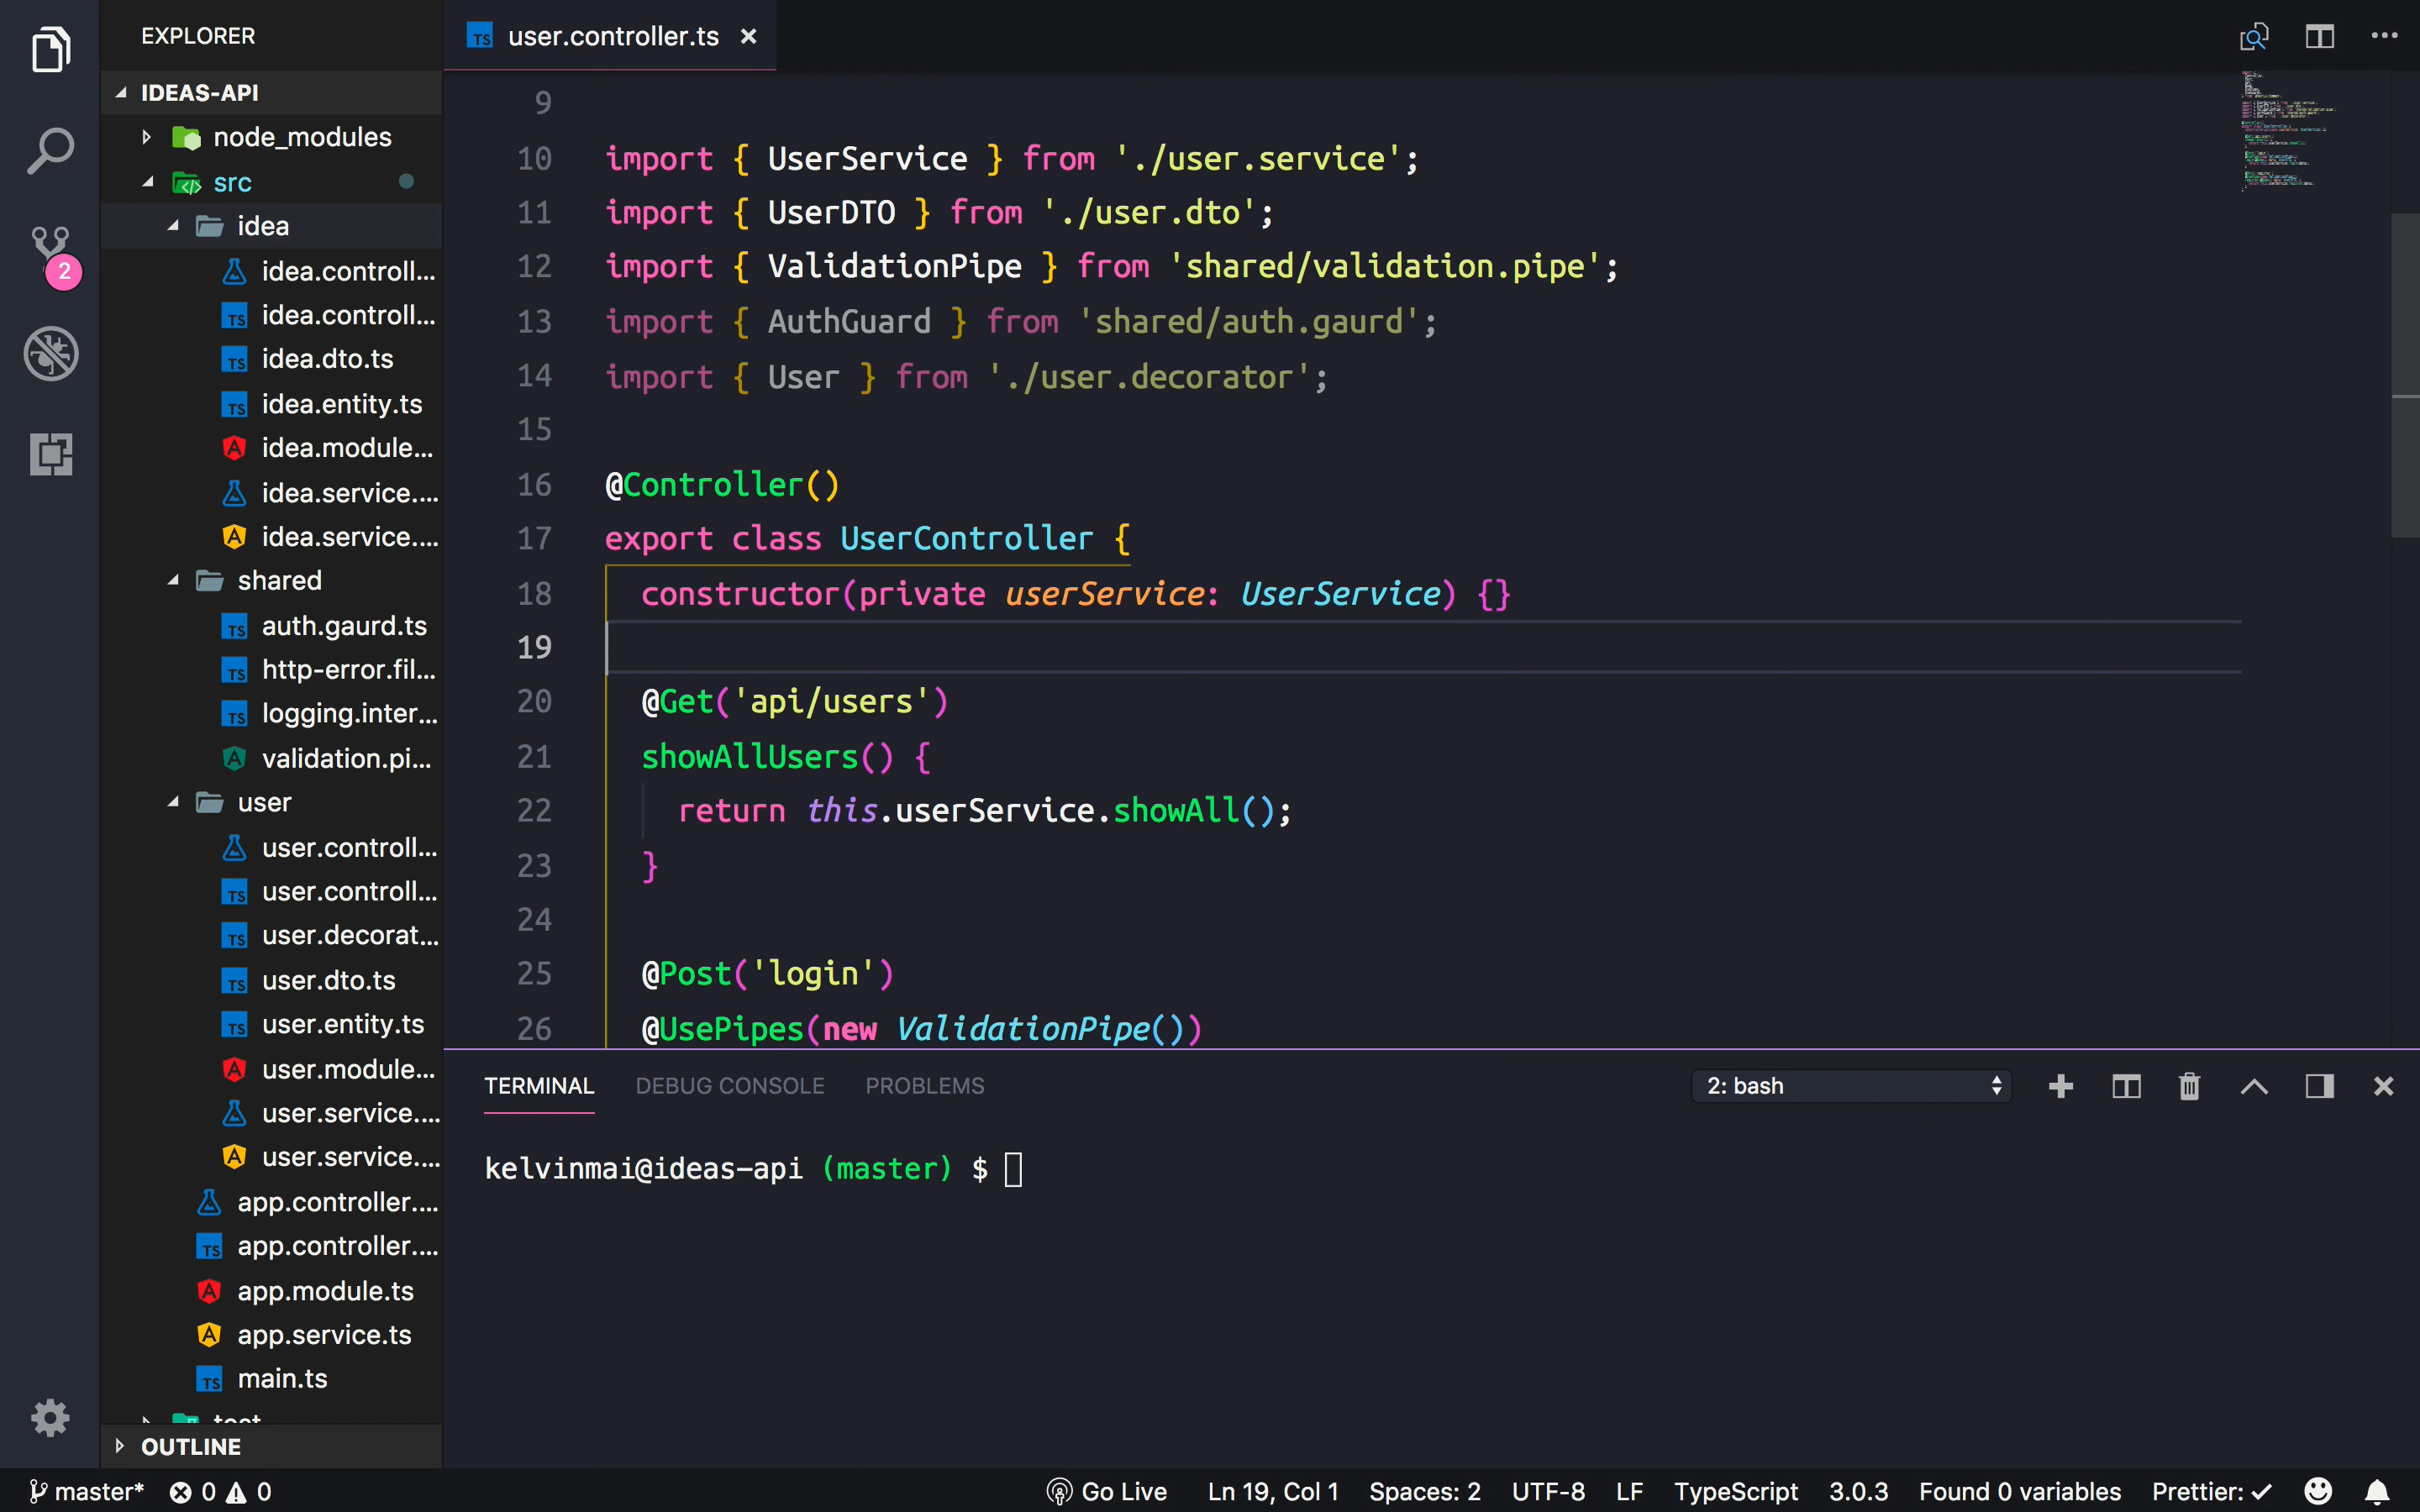 EXPLORER
IDEAS-API
node_modules
src
idea
idea.controll...
idea.controll...
idea.dto.ts
idea.entity.ts
idea.module...
idea.service....
idea.service....
shared
auth.gaurd.ts
http-error.fil...
logging.inter...
validation.pi...
user
user.controll...
user.controll...
user.decorat...
user.dto.ts
user.entity.ts
user.module...
user.service....
user.service....
app.controller....
app.controller....
app.module.ts
app.service.ts
main.ts
test
OUTLINE
2
TS user.controller.ts
9
10 import { UserService } from './user.service';
11 import { UserDTO } from './user.dto';
12 import { ValidationPipe } from 'shared/validation.pipe';
13 import { AuthGuard } from 'shared/auth.gaurd';
14 import { User } from './user.decorator';
15
16 @Controller()
17 export class UserController {
18 constructor(private userService: UserService) {}
19
20 @Get('api/users')
21 showAllUsers() {
22 return this.userService.showAll();
23 }
24
25 @Post('login')
26 @UsePipes(new ValidationPipe())
TERMINAL DEBUG CONSOLE PROBLEMS 2: bash
kelvinmai@ideas-api (master) $
master* 0 0 Go Live Ln 19, Col 1 Spaces: 2 UTF-8 LF TypeScript 3.0.3 Found 0 variables Prettier: ✓